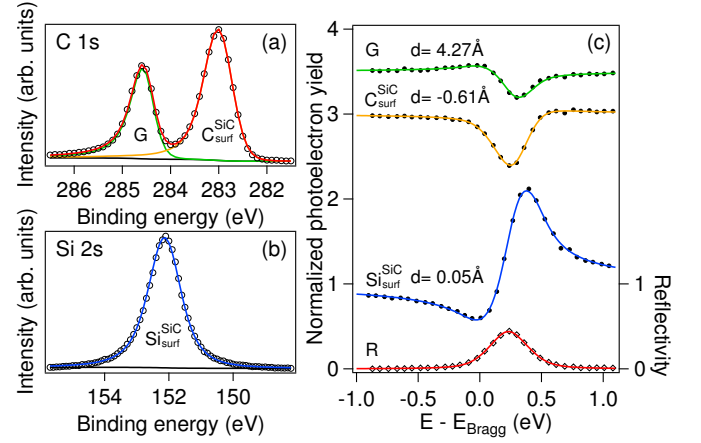 C 1s
(a)
G
C surf SiC
Intensity (arb. units)
286 285 284 283 282
Binding energy (eV)
Si 2s
(b)
Si surf SiC
Intensity (arb. units)
154 152 150
Binding energy (eV)
(c)
G d= 4.27Å
C surf SiC d= -0.61Å
Si surf SiC d= 0.05Å
R
Normalized photoelectron yield
4
3
2
1
0
Reflectivity
1
0
-1.0 -0.5 0.0 0.5 1.0
E - EBragg (eV)